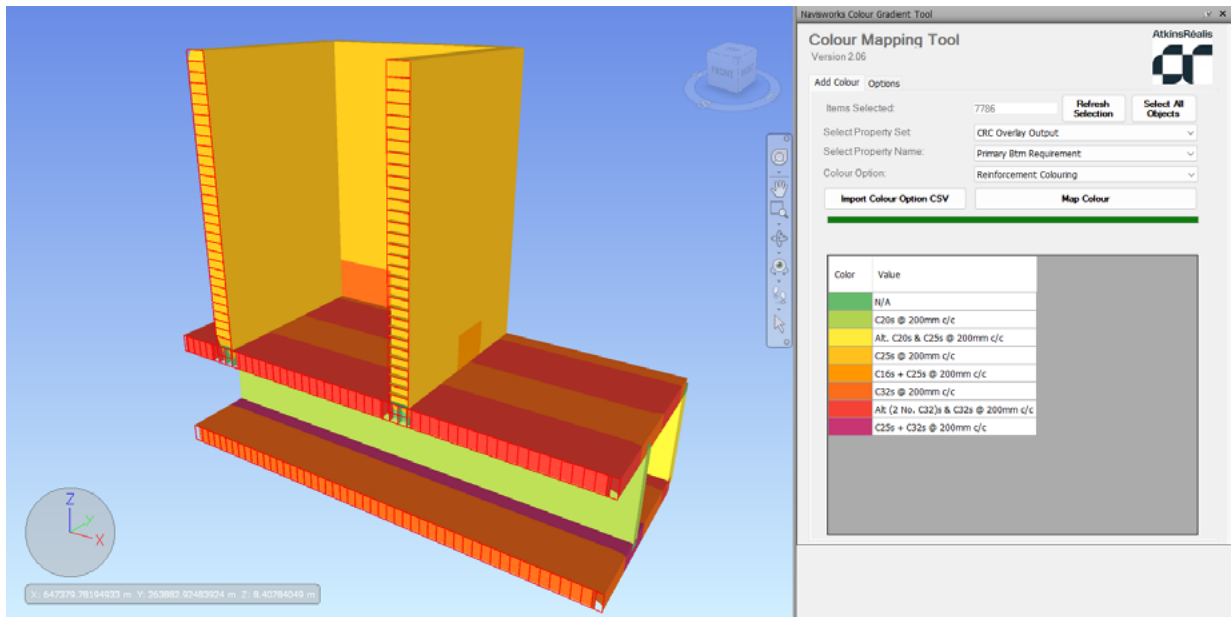 Navisworks Colour Gradient Tool
Colour Mapping Tool
Version 2.06
AtkinsRéalis
Add Colour Options
Items Selected: 7786 Refresh Selection Select All Objects
Select Property Set: CRC Overlay Output
Select Property Name: Primary Btm Requirement
Colour Option: Reinforcement Colouring
Import Colour Option CSV Map Colour
Color Value
N/A
C20s @ 200mm c/c
Alt. C20s & C25s @ 200mm c/c
C25s @ 200mm c/c
C16s + C25s @ 200mm c/c
C32s @ 200mm c/c
Alt (2 No. C32)s & C32s @ 200mm c/c
C25s + C32s @ 200mm c/c
FRONT
Z
Y
X
X: 647379.78194933 m Y: 263882.92483924 m Z: 8.40784049 m